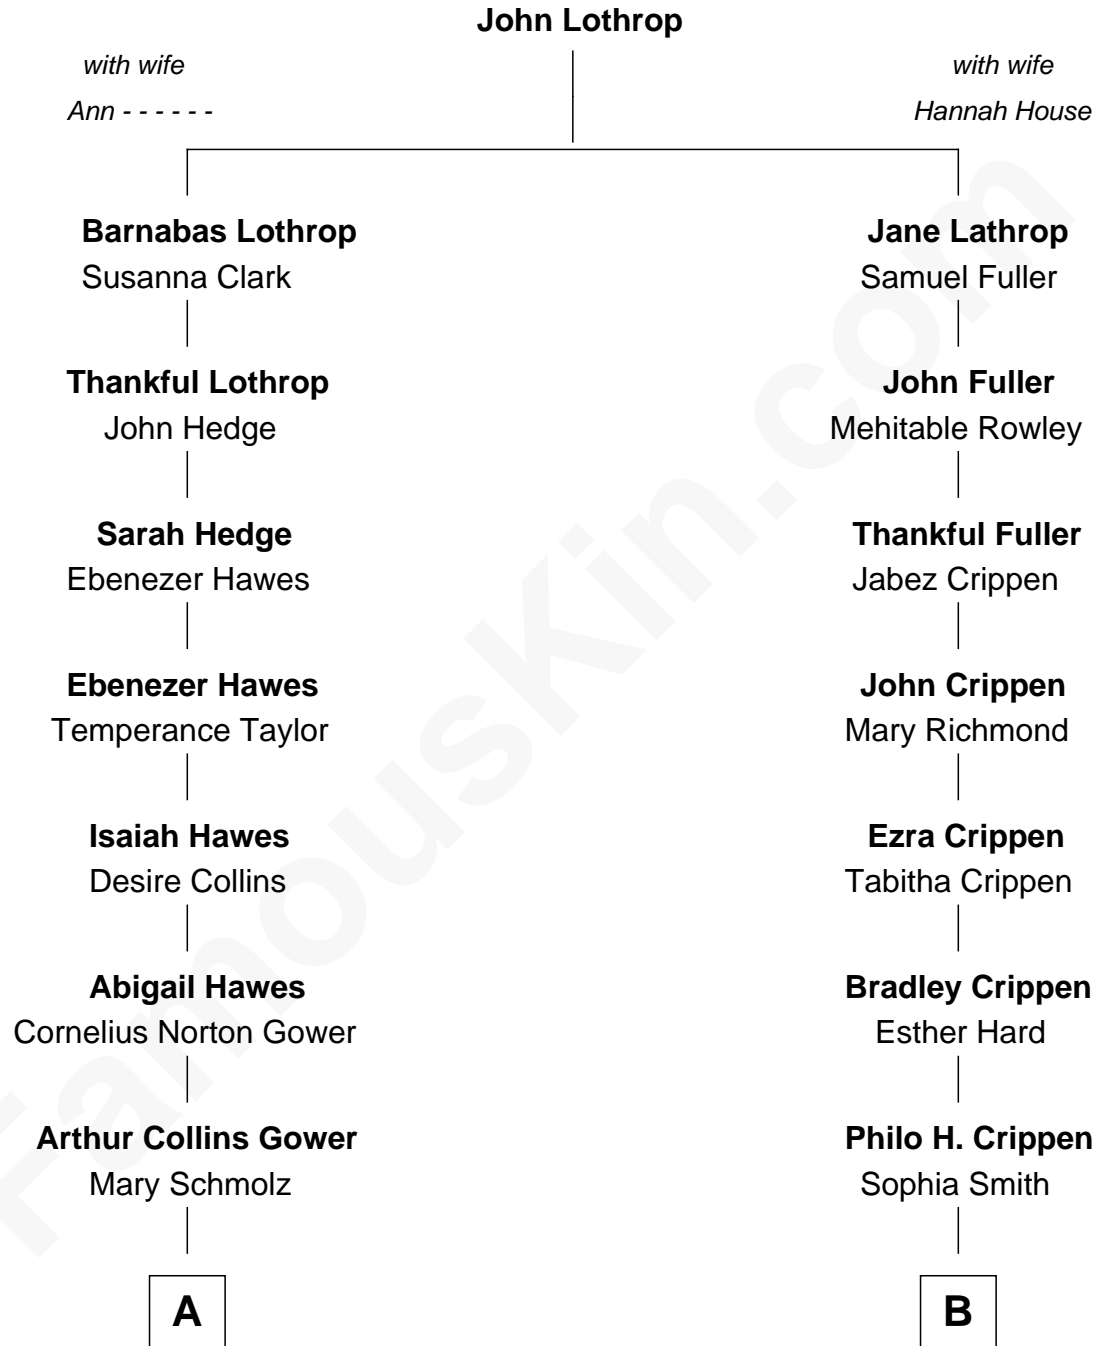 John Lothrop
with wife
Ann - - - - - -
with wife
Hannah House
Barnabas Lothrop
Susanna Clark
Thankful Lothrop
John Hedge
Sarah Hedge
Ebenezer Hawes
Ebenezer Hawes
Temperance Taylor
Isaiah Hawes
Desire Collins
Abigail Hawes
Cornelius Norton Gower
Arthur Collins Gower
Mary Schmolz
A
Jane Lathrop
Samuel Fuller
John Fuller
Mehitable Rowley
Thankful Fuller
Jabez Crippen
John Crippen
Mary Richmond
Ezra Crippen
Tabitha Crippen
Bradley Crippen
Esther Hard
Philo H. Crippen
Sophia Smith
B
FamousKin.com